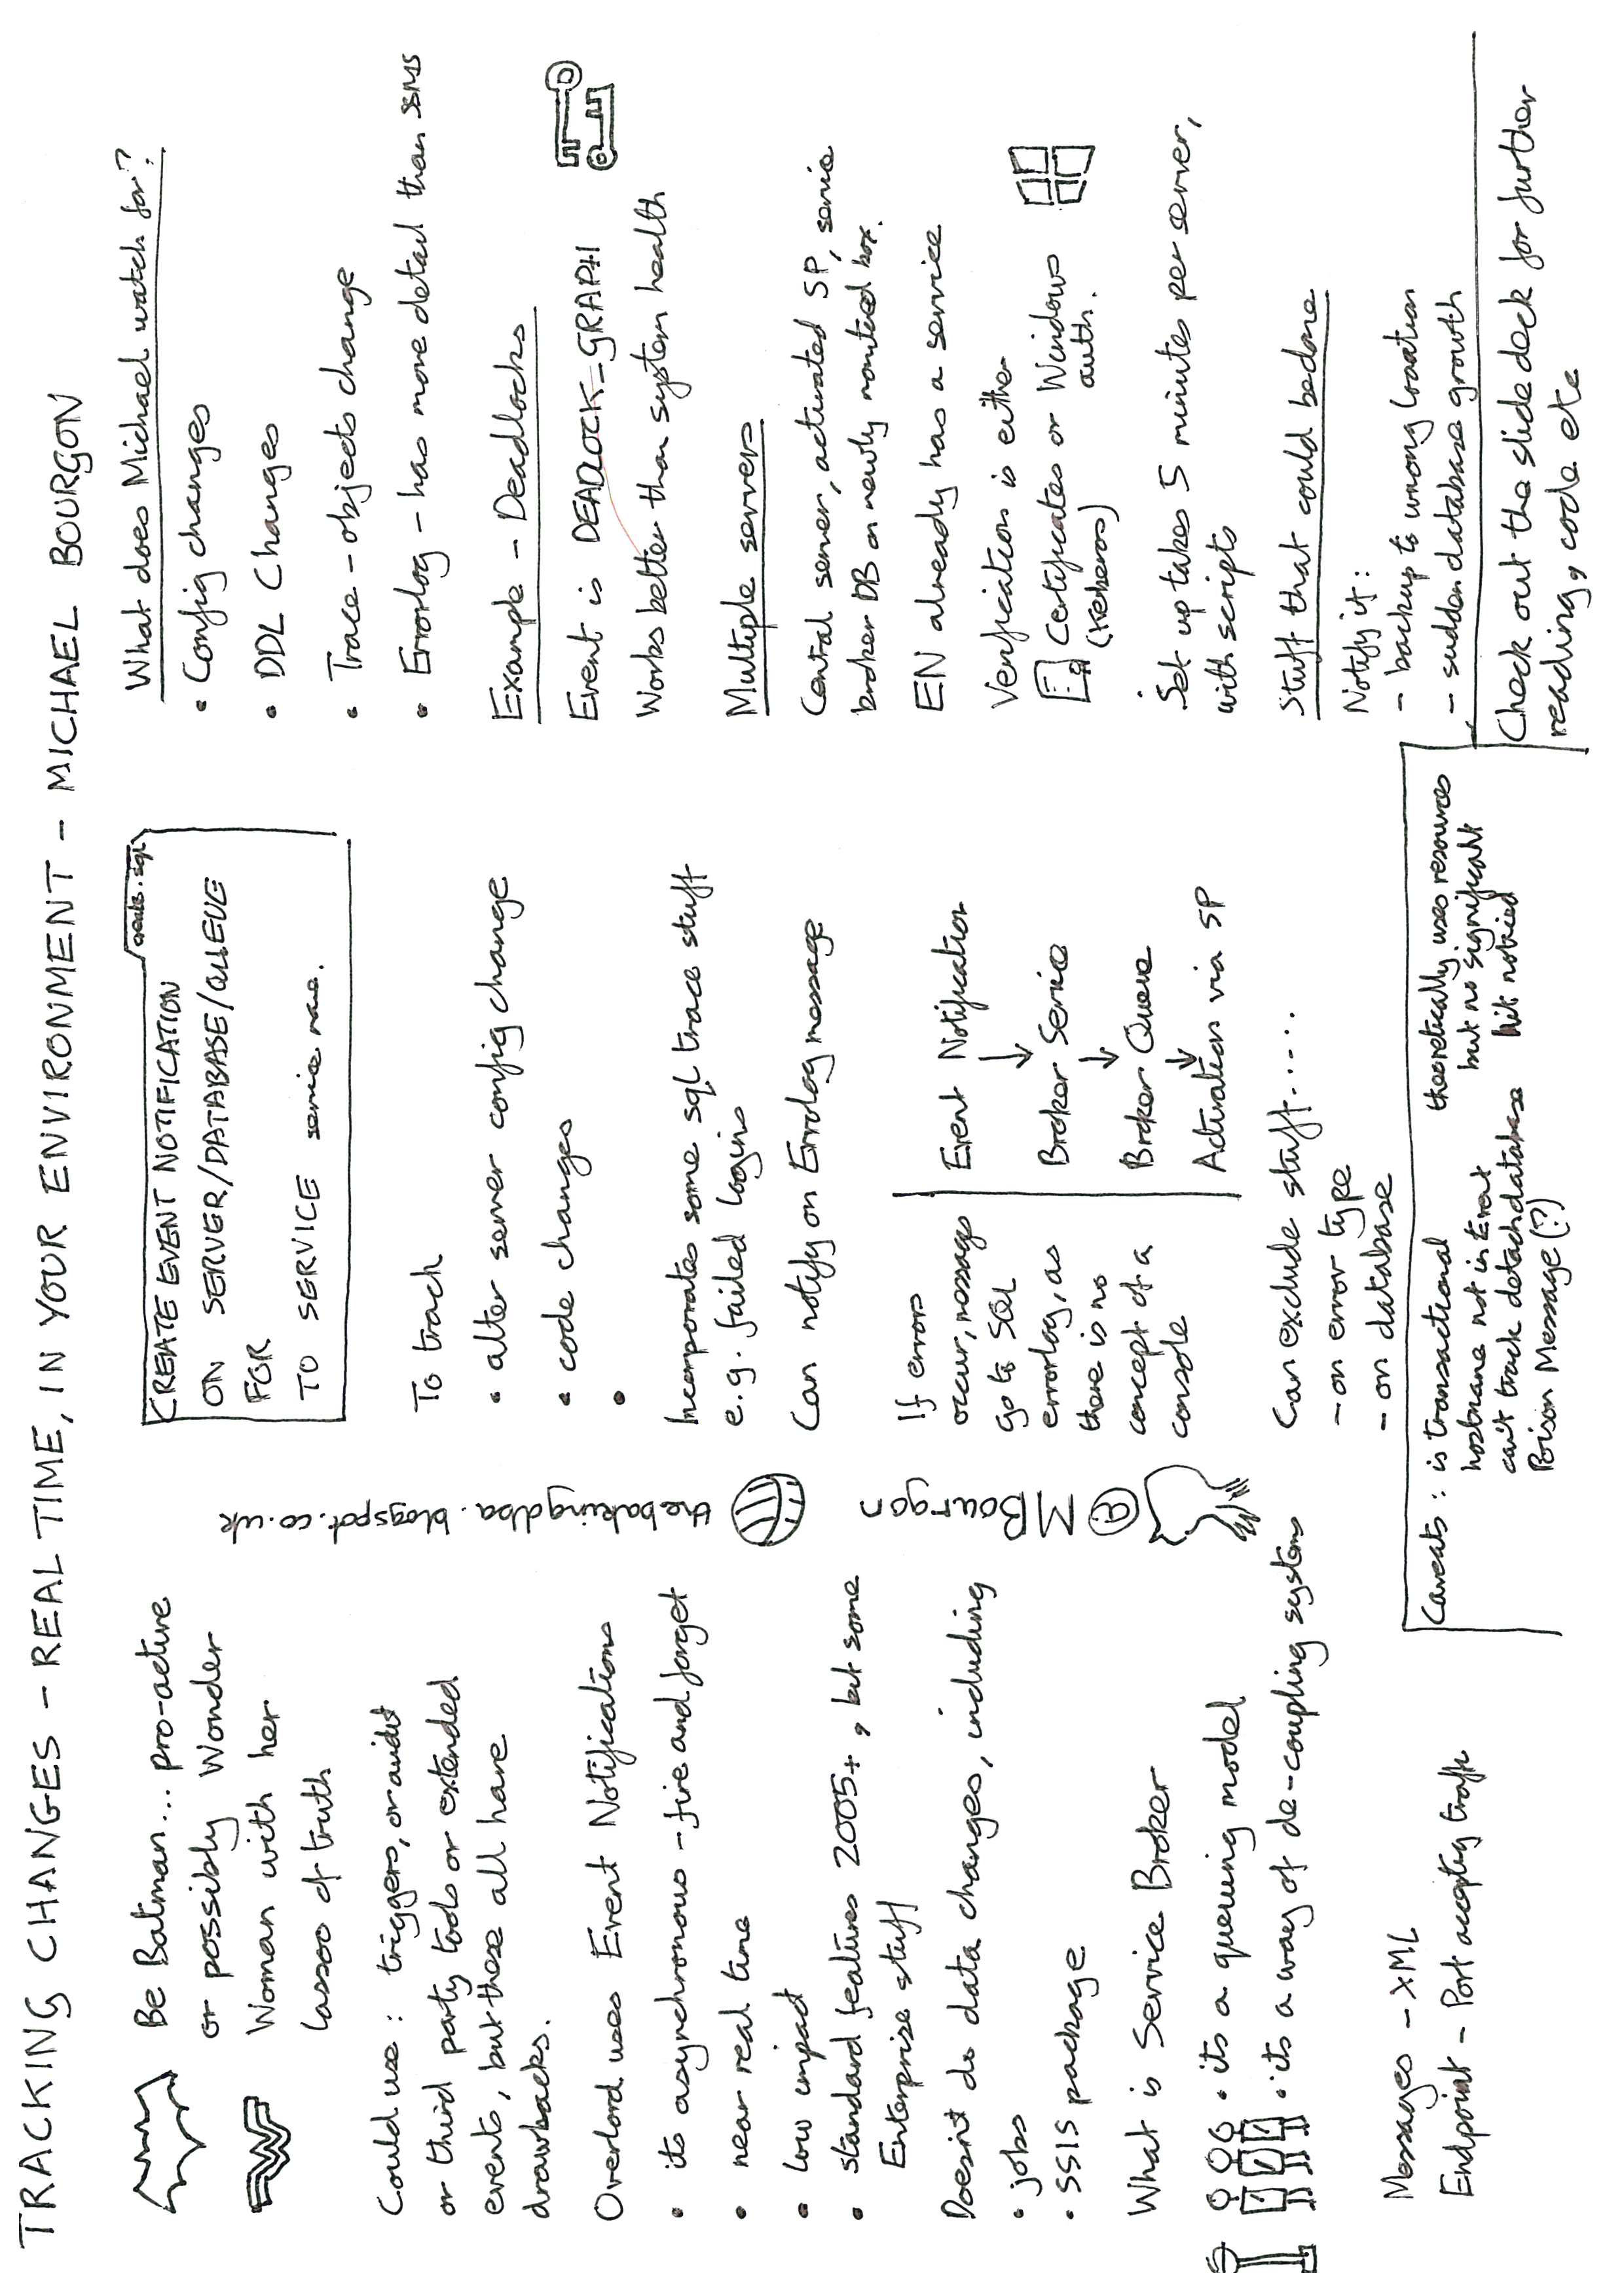 TRACKING CHANGES - REAL TIME, IN YOUR ENVIRONMENT - MICHAEL BOURGON
Be Batman... pro-active
or possibly Wonder
Woman with her
lassoo of truth
Could use : triggers, or audit
or third party tools or extended
events, but these all have
drawbacks.
Overlord uses Event Notifications
• its asynchronous - fire and forget
• near real time
• low impact
• standard features 2005+, but some
Enterprise stuff
Doesn't do data changes, including
• jobs
• SSIS package
What is Service Broker
• its a queuing model
• its a way of de-coupling systems
Messages - XML
Endpoint - Port accepting traffic
thebakingdba.blogspot.co.uk
@MBourgon
create.sql
CREATE EVENT NOTIFICATION
ON SERVER/DATABASE/QUEUE
FOR
TO SERVICE service name.
To track
• alter server config change
• code changes
•
Incorporates some sql trace stuff
e.g. failed logins
Can notify on Errolog message
If errors
occur, messages
go to SQL
errorlog, as
there is no
concept of a
console
Event Notification
↓
Broker Service
↓
Broker Queue
↓
Activation via SP
Can exclude stuff.....
- on error type
- on database
Caveats : is transactional
hostname not in Event
can't track detach database
Poison Message (?)
theoretically uses resources
but no significant
hit noticed
What does Michael watch for?
• Config changes
• DDL Changes
• Trace - objects change
• Errorlog - has more detail than SSMS
Example - Deadlocks
Event is DEADLOCK_GRAPH
Works better than system health
Multiple servers
Central server, activated SP, service
broker DB on newly monitored box.
EN already has a service
Verification is either
Certificates or Windows
(Kerberos) auth.
Set up takes 5 minutes per server,
with scripts
Stuff that could be done
Notify if :
- backup to wrong location
- sudden database growth
Check out the slide deck for further
reading, code etc